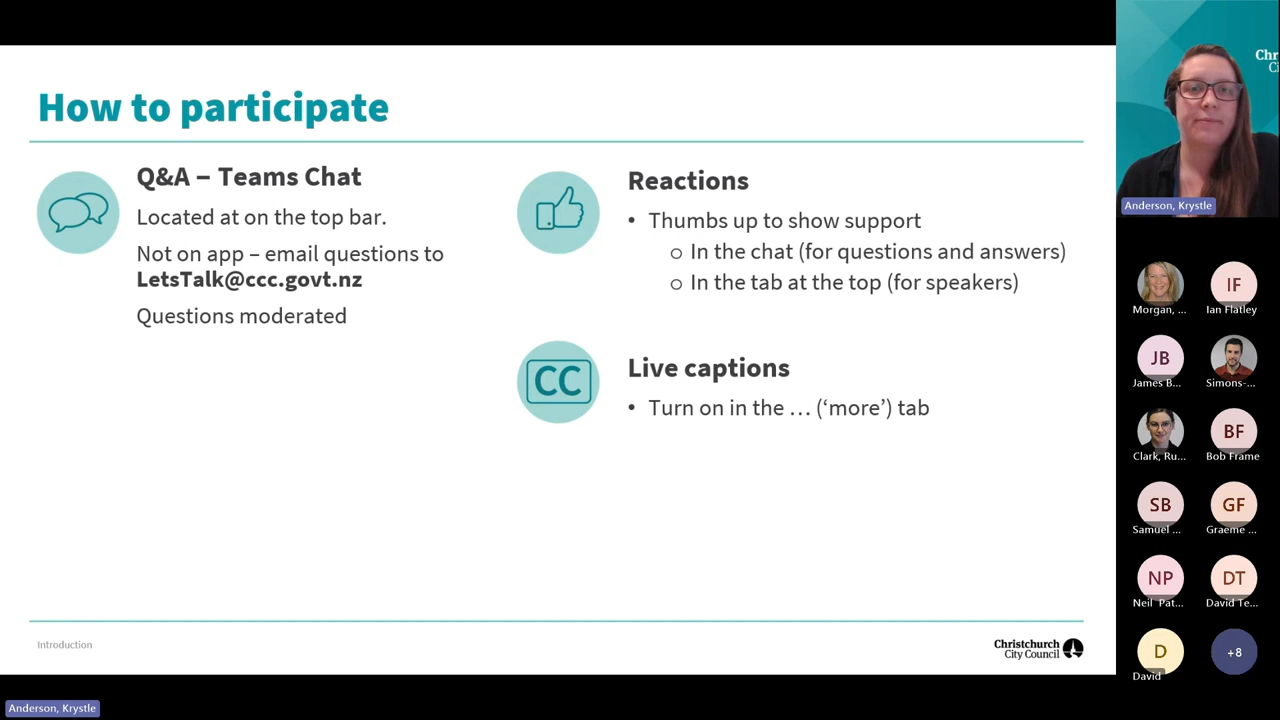 How to participate
Q&A – Teams Chat
Located at on the top bar.
Not on app – email questions to
LetsTalk@ccc.govt.nz
Questions moderated
Reactions
• Thumbs up to show support
o In the chat (for questions and answers)
o In the tab at the top (for speakers)
CC
Live captions
• Turn on in the … (‘more’) tab
Introduction
Christchurch
City Council
Anderson, Krystle
Chr
Ci
Anderson, Krystle
Morgan, ...
IF
Ian Flatley
JB
James B...
Simons-...
Clark, Ru...
BF
Bob Frame
SB
Samuel ...
GF
Graeme ...
NP
Neil Pat...
DT
David Te...
D
David
+8